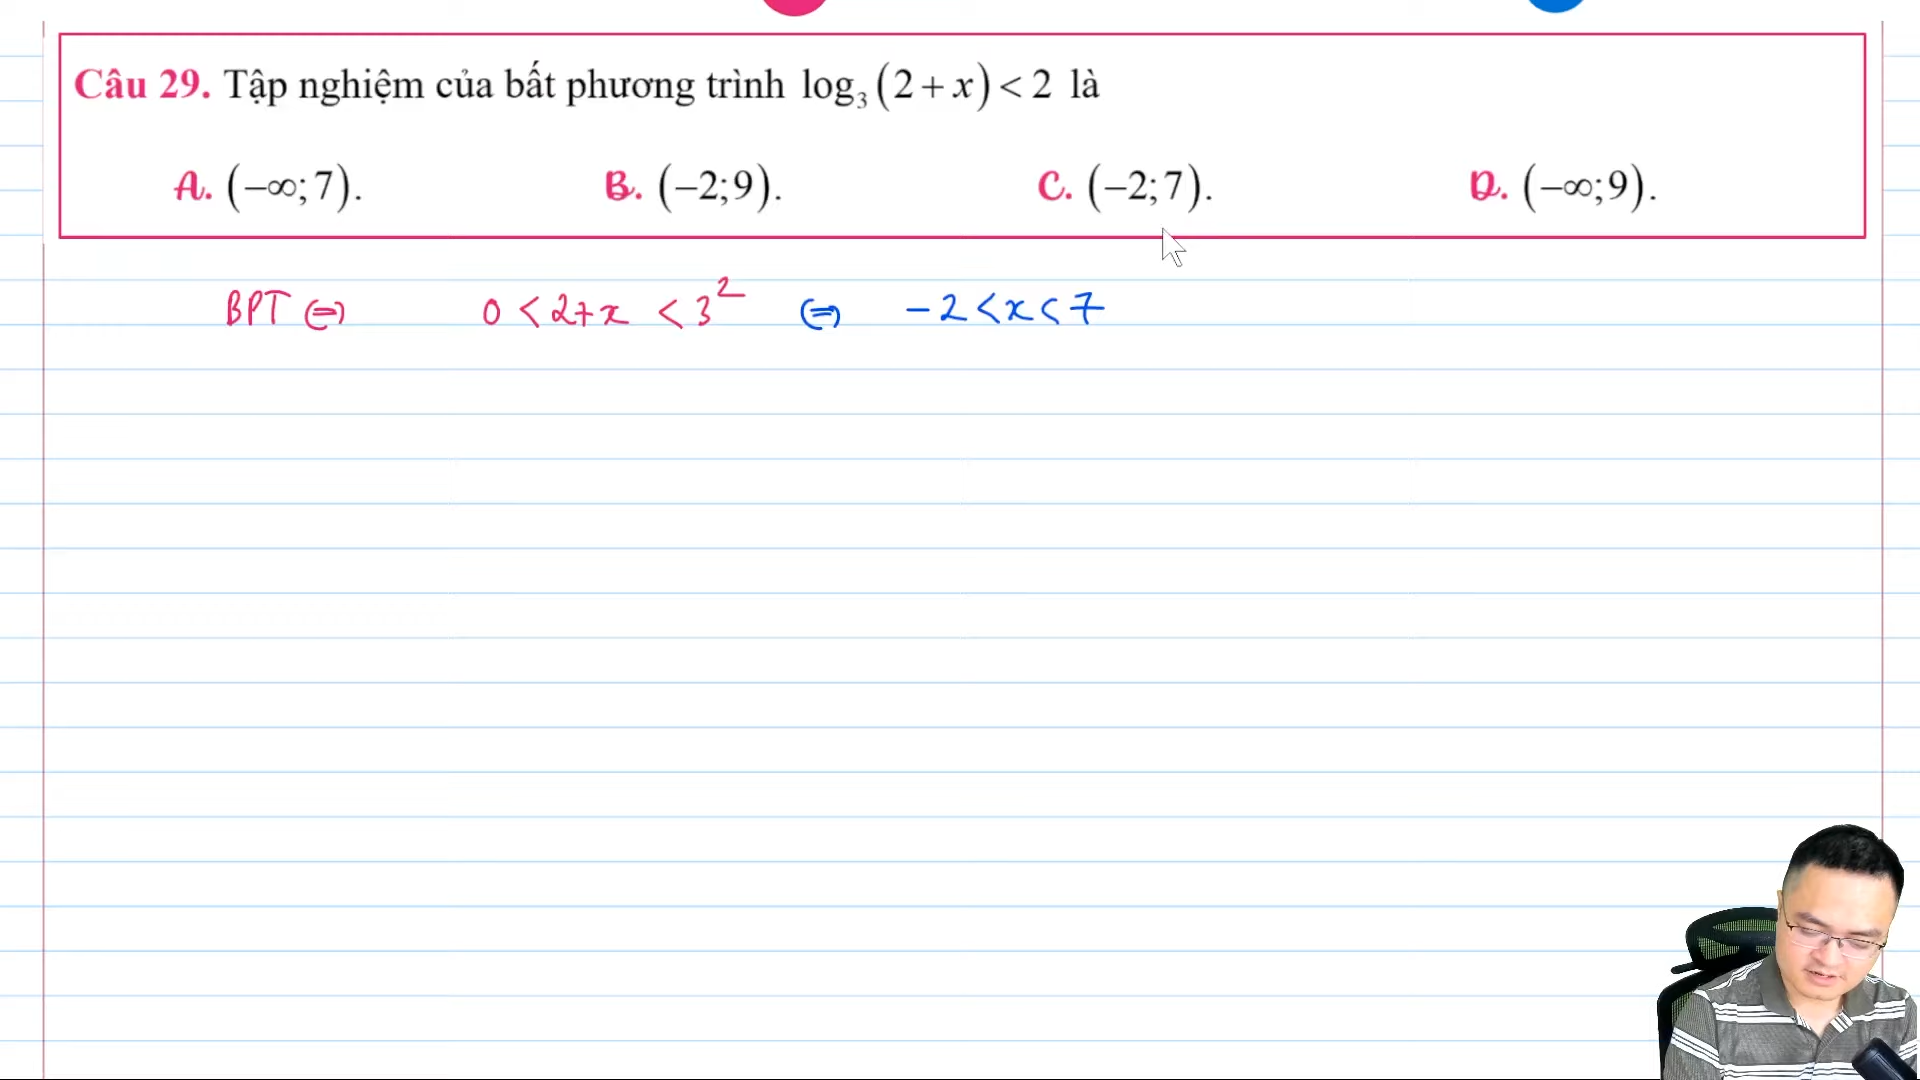 Câu 29. Tập nghiệm của bất phương trình log₃(2+x)<2 là
A. (−∞;7). B. (−2;9). C. (−2;7). D. (−∞;9).
BPT ⇔ 0 < 2+x < 3² ⇔ −2 < x < 7